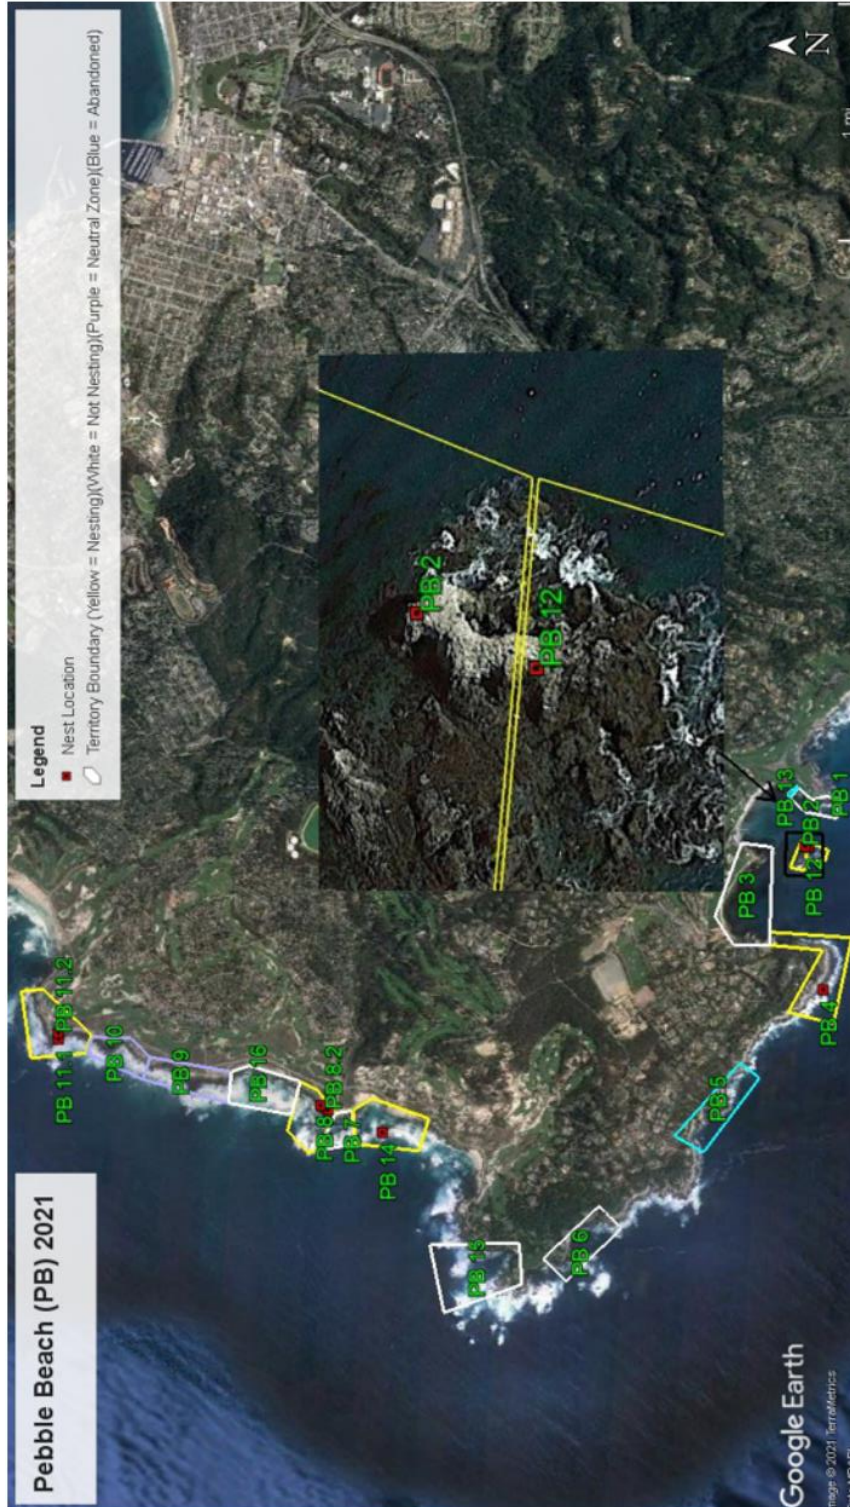 Pebble Beach (PB) 2021
Legend
Nest Location
Territory Boundary (Yellow = Nesting)(White = Not Nesting)(Purple = Neutral Zone)(Blue = Abandoned)
N
1 mi
PB 11.1
PB 11.2
PB 10
PB 9
PB 16
PB 8
PB 8.2
PB 7
PB 14
PB 15
PB 6
PB 5
PB 4
PB 3
PB 12
PB 2
PB 13
PB 1
PB 2
PB 12
Google Earth
© 2021 TerraMetrics